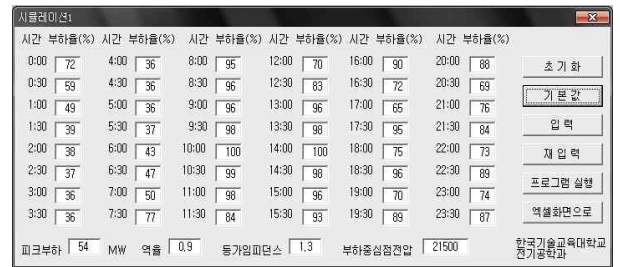 시뮬레이션1
시간 부하율(%) 시간 부하율(%) 시간 부하율(%) 시간 부하율(%) 시간 부하율(%) 시간 부하율(%)
0:00 72 4:00 36 8:00 95 12:00 70 16:00 90 20:00 88 초 기 화
0:30 59 4:30 36 8:30 96 12:30 83 16:30 72 20:30 69 기 본 값
1:00 49 5:00 36 9:00 96 13:00 96 17:00 65 21:00 76
1:30 39 5:30 37 9:30 98 13:30 98 17:30 95 21:30 84 입 력
2:00 38 6:00 43 10:00 100 14:00 100 18:00 75 22:00 73 재 입 력
2:30 37 6:30 47 10:30 99 14:30 98 18:30 96 22:30 89
3:00 36 7:00 50 11:00 98 15:00 96 19:00 70 23:00 74 프로그램 실행
3:30 36 7:30 77 11:30 84 15:30 93 19:30 89 23:30 87 엑셀화면으로
피크부하 54 MW 역율 0,9 등가임피던스 1,3 부하중심점전압 21500 한국기술교육대학교
전기공학과